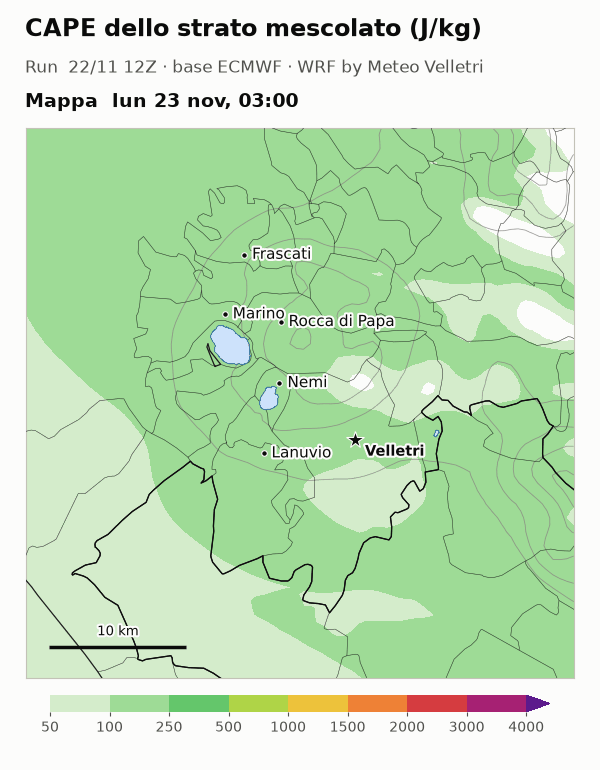 CAPE dello strato mescolato (J/kg)
Run  22/11 12Z · base ECMWF · WRF by Meteo Velletri
Mappa  lun 23 nov, 03:00
Frascati
Marino
Rocca di Papa
Nemi
Velletri
Lanuvio
10 km
50 100 250 500 1000 1500 2000 3000 4000